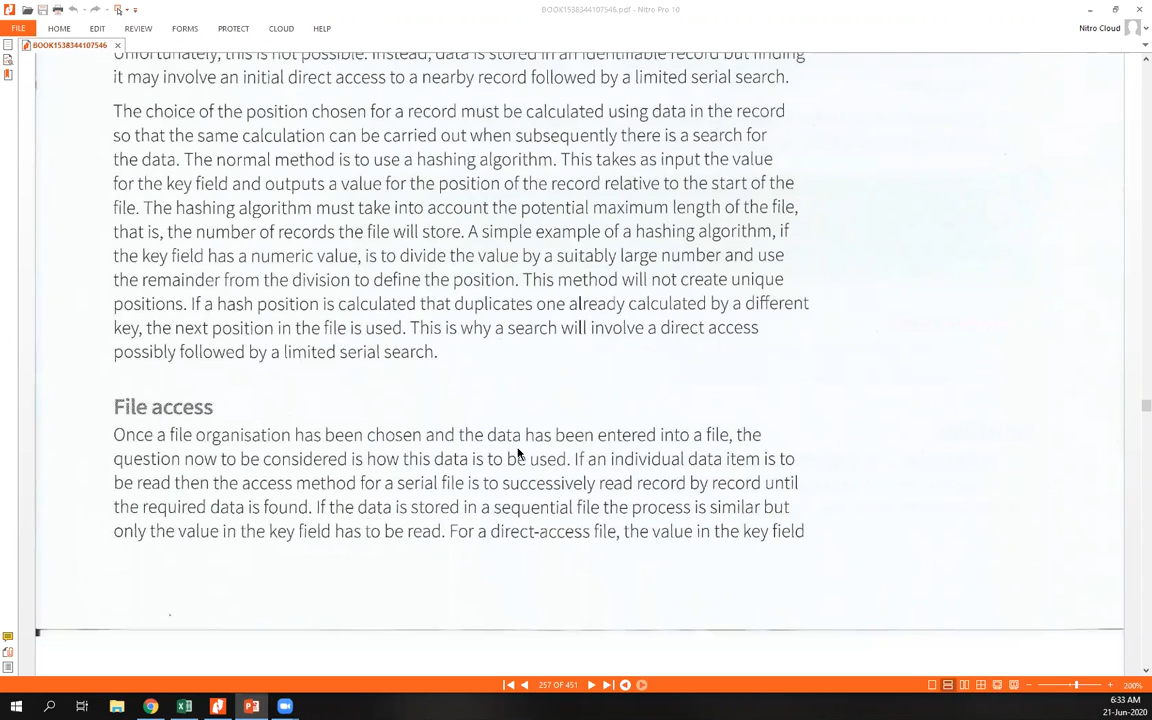 BOOK1538344107546.pdf - Nitro Pro 10
FILE HOME EDIT REVIEW FORMS PROTECT CLOUD HELP
Nitro Cloud
BOOK1538344107546
Unfortunately, this is not possible. Instead, data is stored in an identifiable record but finding
it may involve an initial direct access to a nearby record followed by a limited serial search.
The choice of the position chosen for a record must be calculated using data in the record
so that the same calculation can be carried out when subsequently there is a search for
the data. The normal method is to use a hashing algorithm. This takes as input the value
for the key field and outputs a value for the position of the record relative to the start of the
file. The hashing algorithm must take into account the potential maximum length of the file,
that is, the number of records the file will store. A simple example of a hashing algorithm, if
the key field has a numeric value, is to divide the value by a suitably large number and use
the remainder from the division to define the position. This method will not create unique
positions. If a hash position is calculated that duplicates one already calculated by a different
key, the next position in the file is used. This is why a search will involve a direct access
possibly followed by a limited serial search.
File access
Once a file organisation has been chosen and the data has been entered into a file, the
question now to be considered is how this data is to be used. If an individual data item is to
be read then the access method for a serial file is to successively read record by record until
the required data is found. If the data is stored in a sequential file the process is similar but
only the value in the key field has to be read. For a direct-access file, the value in the key field
257 OF 451
200%
6:33 AM
21-Jun-2020